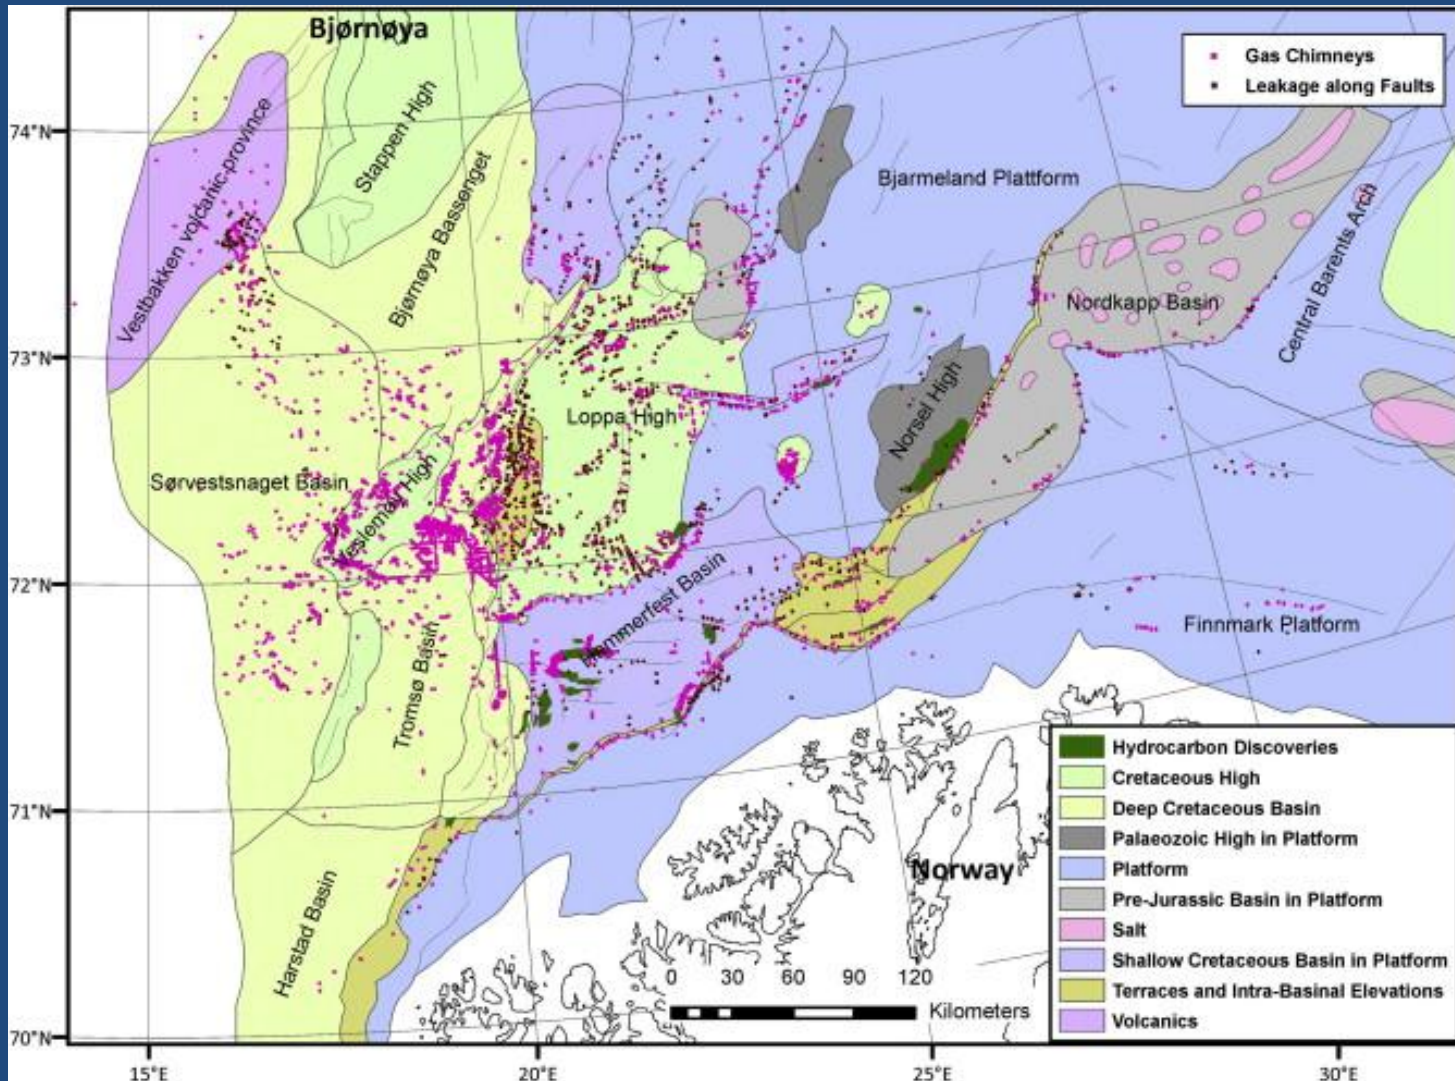 Bjørnøya
Gas Chimneys
Leakage along Faults
74°N
Vestbakken volcanic province
Stappen High
Bjørnøya Bassenget
Bjarmeland Plattform
Nordkapp Basin
Central Barents Arch
73°N
Loppa High
Norsel High
Sørvestsnaget Basin
Veslemøy High
72°N
Hammerfest Basin
Tromsø Basin
Finnmark Platform
71°N
Harstad Basin
Norway
Hydrocarbon Discoveries
Cretaceous High
Deep Cretaceous Basin
Palaeozoic High in Platform
Platform
Pre-Jurassic Basin in Platform
Salt
Shallow Cretaceous Basin in Platform
Terraces and Intra-Basinal Elevations
Volcanics
0 30 60 90 120
Kilometers
70°N
15°E 20°E 25°E 30°E